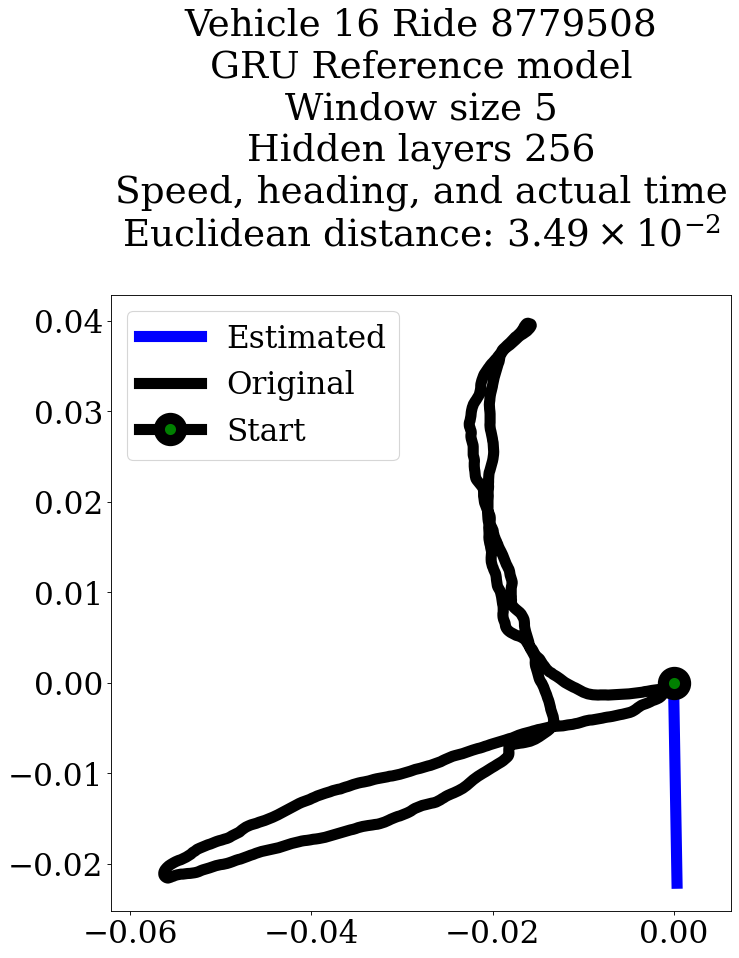 Vehicle 16 Ride 8779508
GRU Reference model
Window size 5
Hidden layers 256
Speed, heading, and actual time
Euclidean distance: 3.49 × 10⁻²
Estimated
Original
Start
0.04
0.03
0.02
0.01
0.00
−0.01
−0.02
−0.06 −0.04 −0.02 0.00